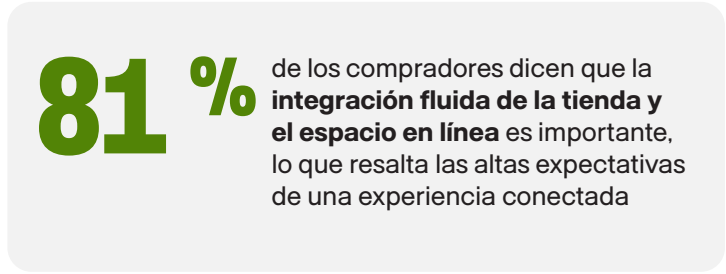 81 %
de los compradores dicen que la
integración fluida de la tienda y
el espacio en línea es importante,
lo que resalta las altas expectativas
de una experiencia conectada